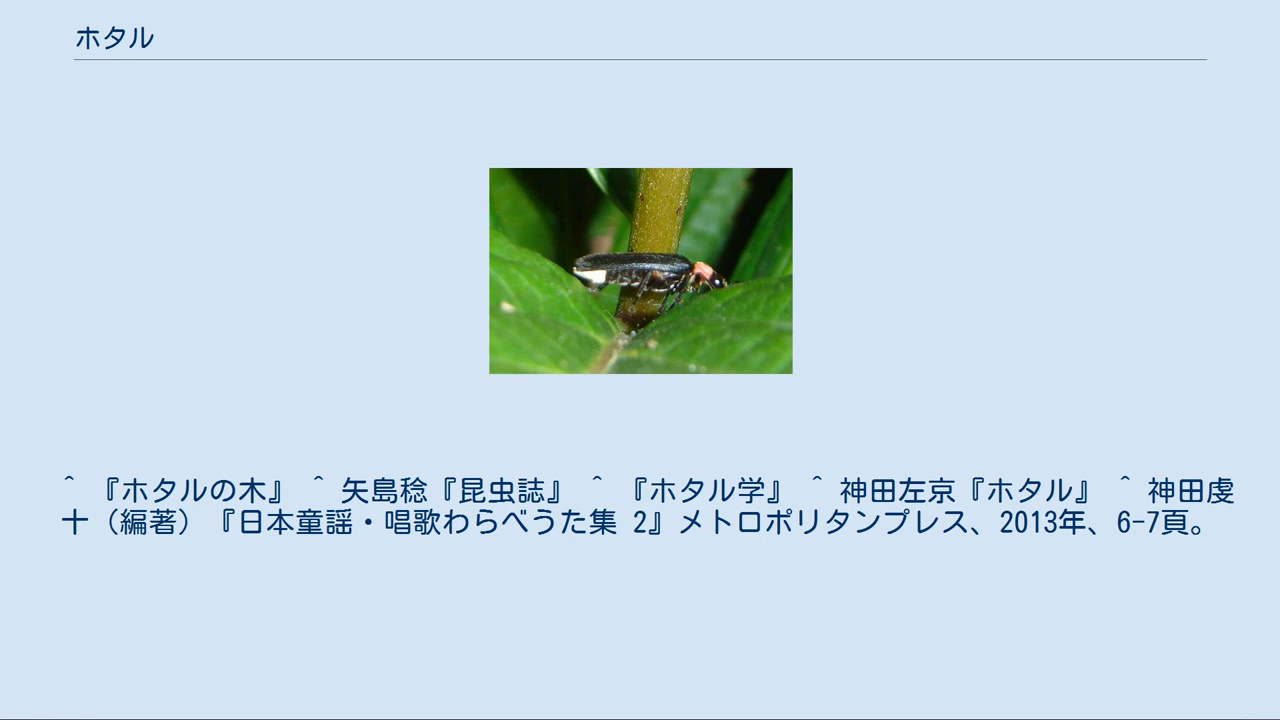 ホタル
^ 『ホタルの木』 ^ 矢島稔『昆虫誌』 ^ 『ホタル学』 ^ 神田左京『ホタル』 ^ 神田虔
十（編著）『日本童謡・唱歌わらべうた集 2』メトロポリタンプレス、2013年、6-7頁。